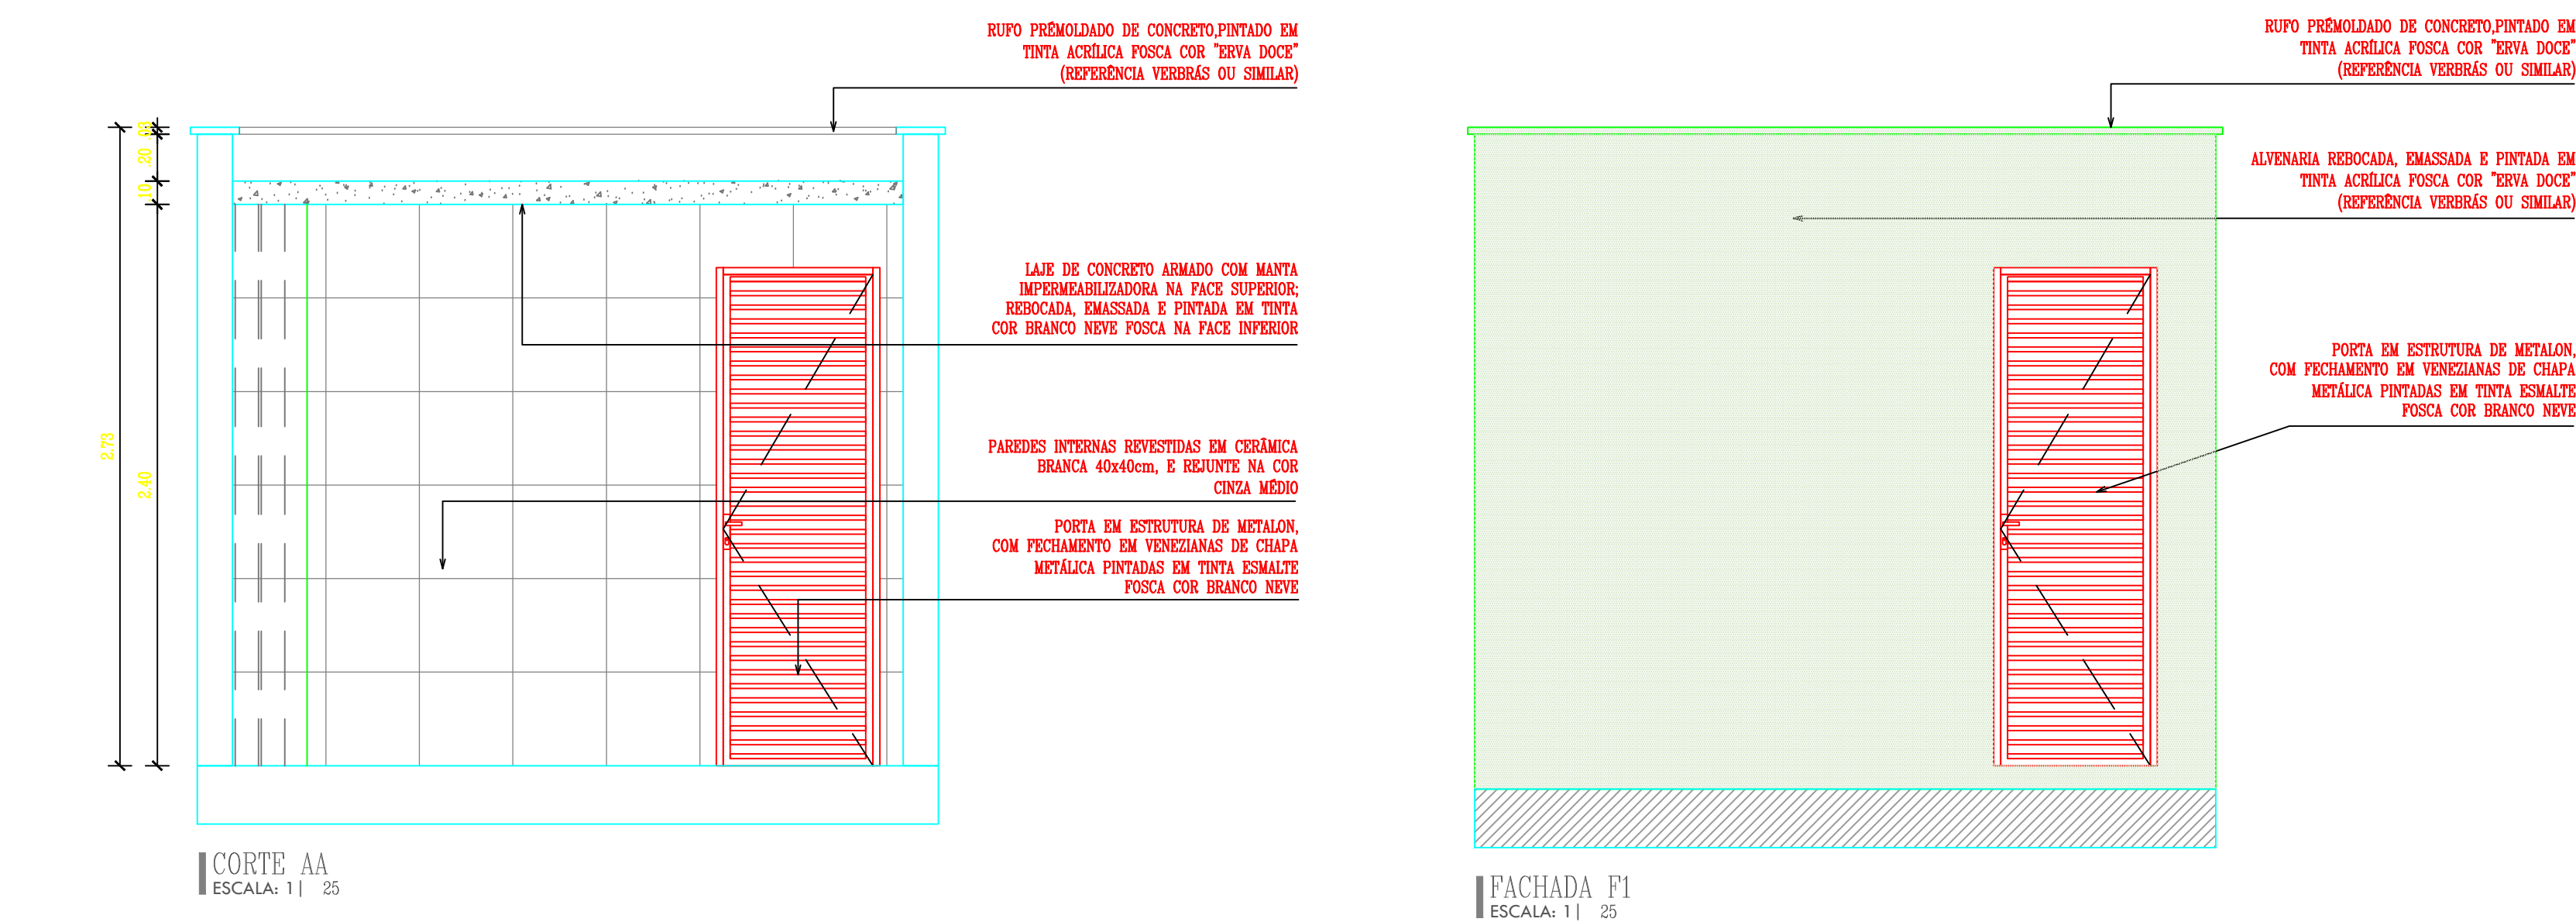 RUFO PRÉMOLDADO DE CONCRETO,PINTADO EM
TINTA ACRÍLICA FOSCA COR "ERVA DOCE"
(REFERÊNCIA VERBRÁS OU SIMILAR)
LAJE DE CONCRETO ARMADO COM MANTA
IMPERMEABILIZADORA NA FACE SUPERIOR;
REBOCADA, EMASSADA E PINTADA EM TINTA
COR BRANCO NEVE FOSCA NA FACE INFERIOR
PAREDES INTERNAS REVESTIDAS EM CERÂMICA
BRANCA 40x40cm, E REJUNTE NA COR
CINZA MÉDIO
PORTA EM ESTRUTURA DE METALON,
COM FECHAMENTO EM VENEZIANAS DE CHAPA
METÁLICA PINTADAS EM TINTA ESMALTE
FOSCA COR BRANCO NEVE
.20
.10
2.40
2.73
CORTE AA
ESCALA: 1| 25
RUFO PRÉMOLDADO DE CONCRETO,PINTADO EM
TINTA ACRÍLICA FOSCA COR "ERVA DOCE"
(REFERÊNCIA VERBRÁS OU SIMILAR)
ALVENARIA REBOCADA, EMASSADA E PINTADA EM
TINTA ACRÍLICA FOSCA COR "ERVA DOCE"
(REFERÊNCIA VERBRÁS OU SIMILAR)
PORTA EM ESTRUTURA DE METALON,
COM FECHAMENTO EM VENEZIANAS DE CHAPA
METÁLICA PINTADAS EM TINTA ESMALTE
FOSCA COR BRANCO NEVE
FACHADA F1
ESCALA: 1| 25